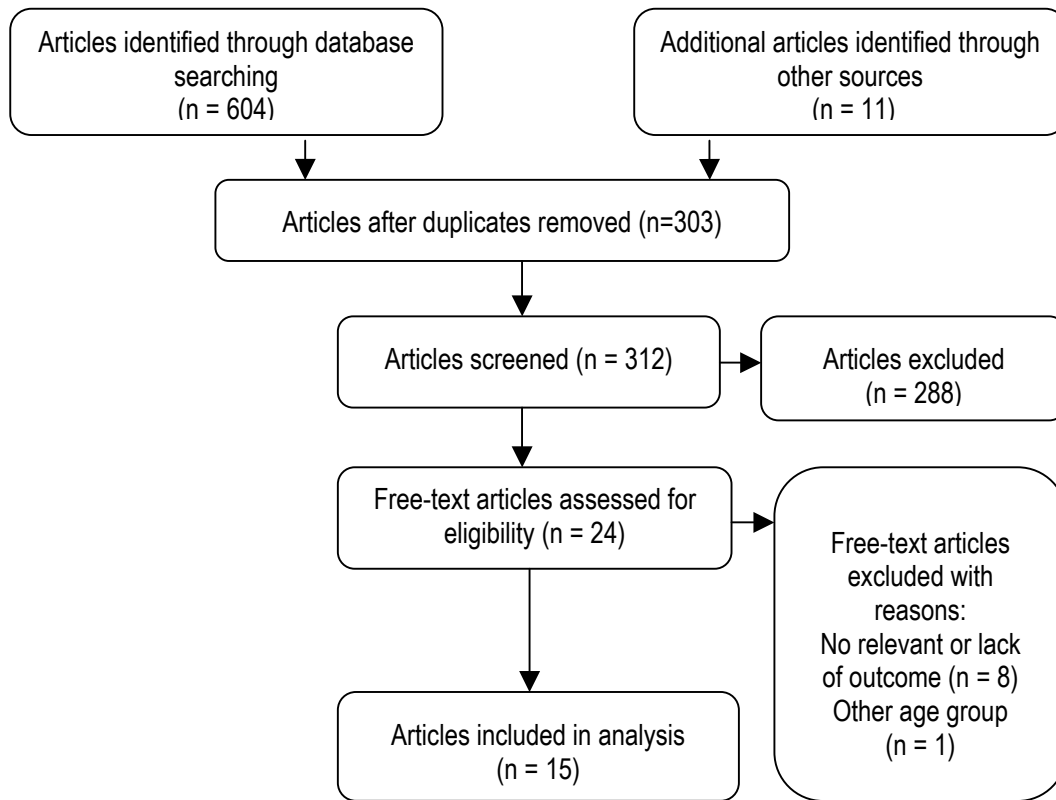 Articles identified through database
searching
(n = 604)
Additional articles identified through
other sources
(n = 11)
Articles after duplicates removed (n=303)
Articles screened (n = 312)
Articles excluded
(n = 288)
Free-text articles assessed for
eligibility (n = 24)
Free-text articles
excluded with
reasons:
No relevant or lack
of outcome (n = 8)
Other age group
(n = 1)
Articles included in analysis
(n = 15)